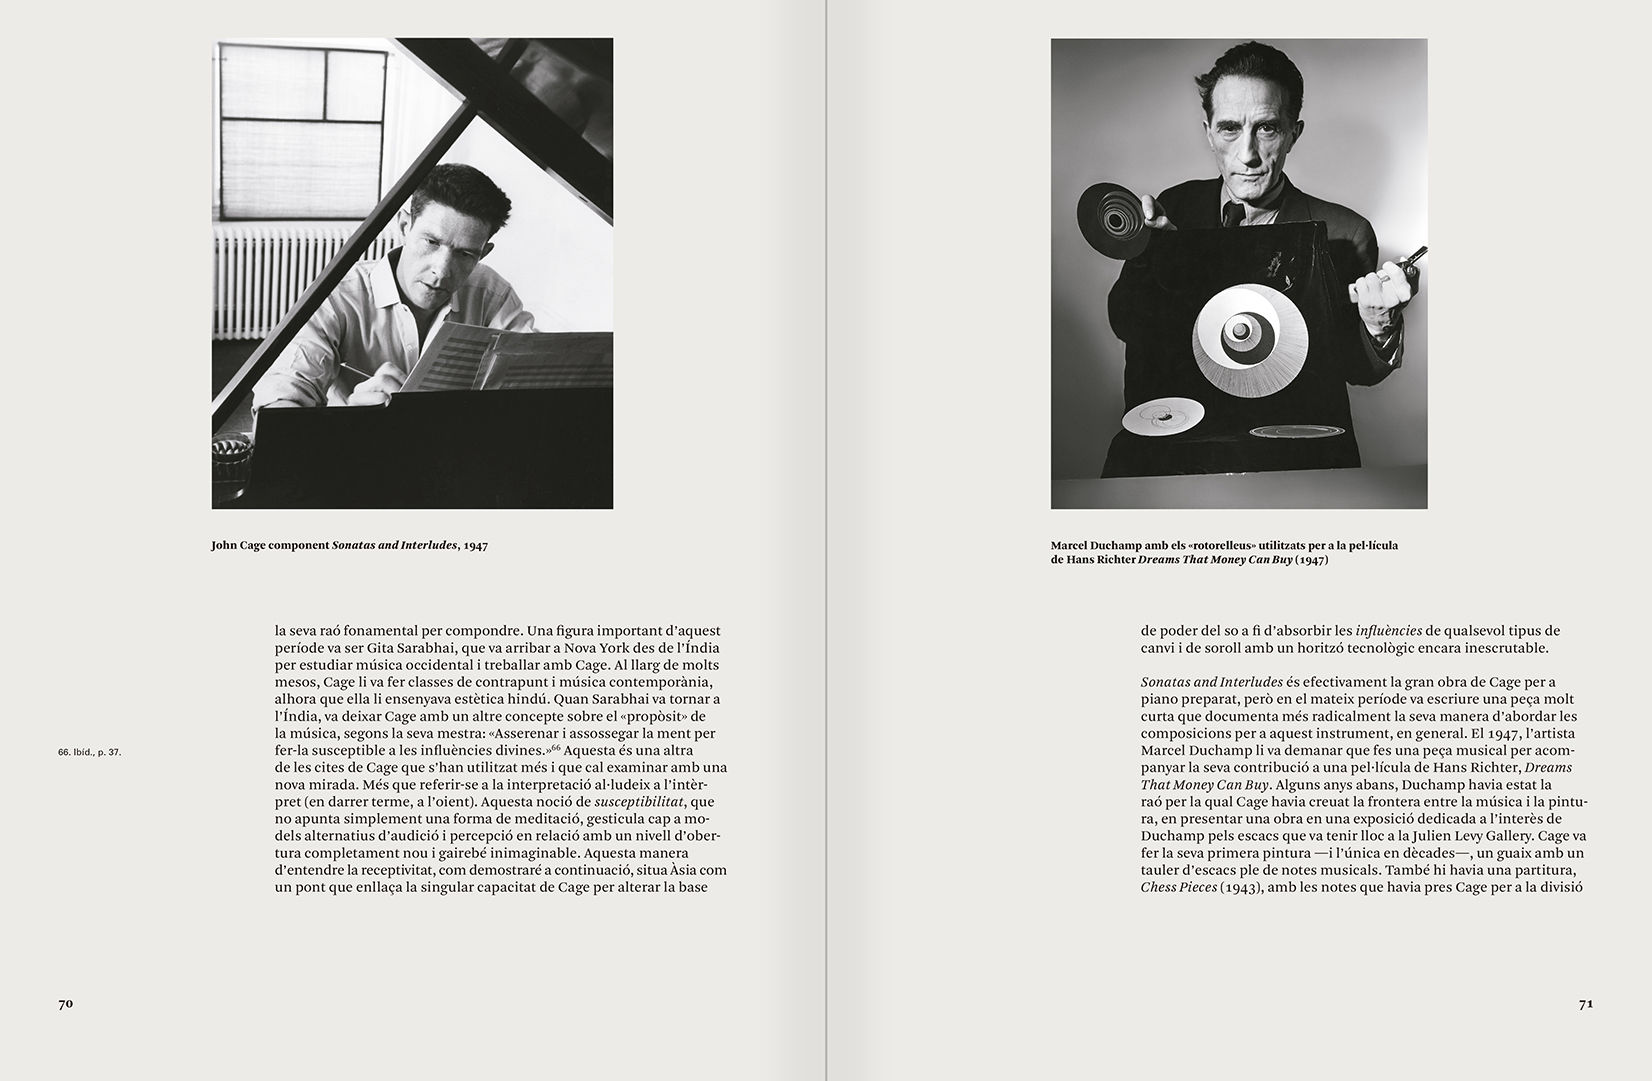 John Cage component Sonatas and Interludes, 1947
la seva raó fonamental per compondre. Una figura important d’aquest
període va ser Gita Sarabhai, que va arribar a Nova York des de l’Índia
per estudiar música occidental i treballar amb Cage. Al llarg de molts
mesos, Cage li va fer classes de contrapunt i música contemporània,
alhora que ella li ensenyava estètica hindú. Quan Sarabhai va tornar a
l’Índia, va deixar Cage amb un altre concepte sobre el «propòsit» de
la música, segons la seva mestra: «Asserenar i assossegar la ment per
fer-la susceptible a les influències divines.»66 Aquesta és una altra
de les cites de Cage que s’han utilitzat més i que cal examinar amb una
nova mirada. Més que referir-se a la interpretació al·ludeix a l’intèr-
pret (en darrer terme, a l’oient). Aquesta noció de susceptibilitat, que
no apunta simplement una forma de meditació, gesticula cap a mo-
dels alternatius d’audició i percepció en relació amb un nivell d’ober-
tura completament nou i gairebé inimaginable. Aquesta manera
d’entendre la receptivitat, com demostraré a continuació, situa Àsia com
un pont que enllaça la singular capacitat de Cage per alterar la base
66. Ibíd., p. 37.
70
Marcel Duchamp amb els «rotorelleus» utilitzats per a la pel·lícula
de Hans Richter Dreams That Money Can Buy (1947)
de poder del so a fi d’absorbir les influències de qualsevol tipus de
canvi i de soroll amb un horitzó tecnològic encara inescrutable.
Sonatas and Interludes és efectivament la gran obra de Cage per a
piano preparat, però en el mateix període va escriure una peça molt
curta que documenta més radicalment la seva manera d’abordar les
composicions per a aquest instrument, en general. El 1947, l’artista
Marcel Duchamp li va demanar que fes una peça musical per acom-
panyar la seva contribució a una pel·lícula de Hans Richter, Dreams
That Money Can Buy. Alguns anys abans, Duchamp havia estat la
raó per la qual Cage havia creuat la frontera entre la música i la pintu-
ra, en presentar una obra en una exposició dedicada a l’interès de
Duchamp pels escacs que va tenir lloc a la Julien Levy Gallery. Cage va
fer la seva primera pintura —i l’única en dècades—, un guaix amb un
tauler d’escacs ple de notes musicals. També hi havia una partitura,
Chess Pieces (1943), amb les notes que havia pres Cage per a la divisió
71